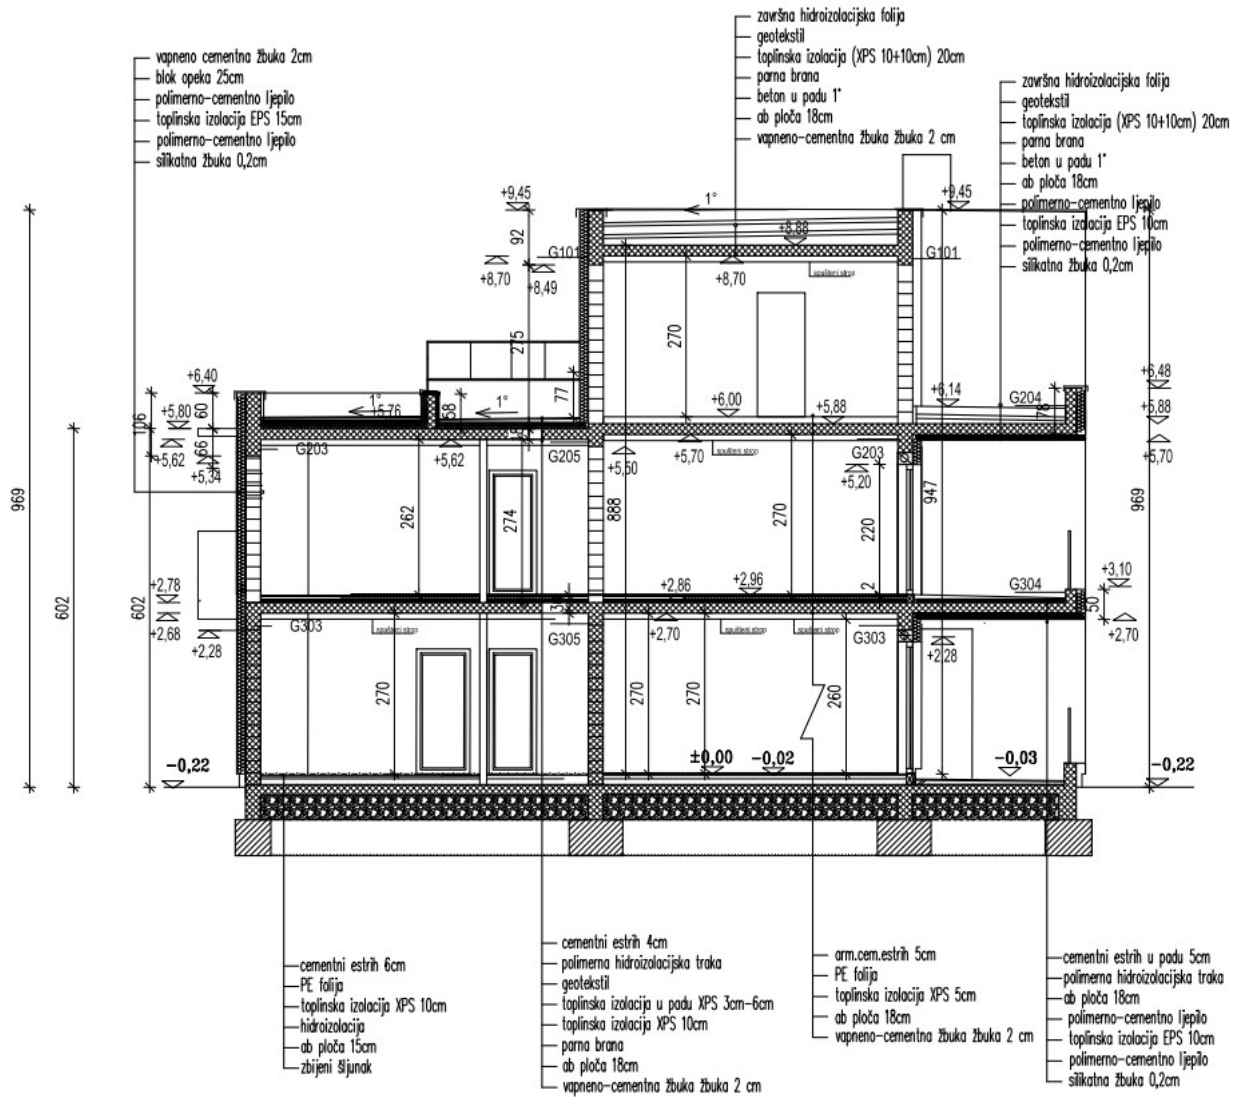 završna hidroizolacijska folija
geotekstil
toplinska izolacija (XPS 10+10cm) 20cm
parna brana
beton u padu 1°
ab ploča 18cm
vapneno-cementna žbuka žbuka 2 cm
vapneno cementna žbuka 2cm
blok opeka 25cm
polimerno-cementno ljepilo
toplinska izolacija EPS 15cm
polimerno-cementno ljepilo
silikatna žbuka 0,2cm
završna hidroizolacijska folija
geotekstil
toplinska izolacija (XPS 10+10cm) 20cm
parna brana
beton u padu 1°
ab ploča 18cm
polimerno-cementno ljepilo
toplinska izolacija EPS 10cm
polimerno-cementno ljepilo
silikatna žbuka 0,2cm
+9,45
1°
+9,45
92
+8,88
G101
G101
+8,70
+8,49
+8,70
spušteni strop
275
270
77
+6,40
1°
+5,76
58
1°
+6,00
+5,88
+6,14
G204
78
+6,48
+5,88
+5,70
106
+5,80
60
66
+5,62
+5,34
G203
+5,62
G205
+5,50
+5,70
spušteni strop
G203
+5,20
969
262
274
888
270
220
947
969
602
602
+2,78
+2,68
+2,28
+2,86
+2,96
2
G304
+3,10
50
+2,70
G303
spušteni strop
G305
+2,70
spušteni strop
spušteni strop
G303
+2,28
270
270
270
260
-0,22
±0,00
-0,02
-0,03
-0,22
cementni estrih 6cm
PE folija
toplinska izolacija XPS 10cm
hidroizolacija
ab ploča 15cm
zbijeni šljunak
cementni estrih 4cm
polimerna hidroizolacijska traka
geotekstil
toplinska izolacija u padu XPS 3cm-6cm
toplinska izolacija XPS 10cm
parna brana
ab ploča 18cm
vapneno-cementna žbuka žbuka 2 cm
arm.cem.estrih 5cm
PE folija
toplinska izolacija XPS 5cm
ab ploča 18cm
vapneno-cementna žbuka žbuka 2 cm
cementni estrih u padu 5cm
polimerna hidroizolacijska traka
ab ploča 18cm
polimerno-cementno ljepilo
toplinska izolacija EPS 10cm
polimerno-cementno ljepilo
silikatna žbuka 0,2cm